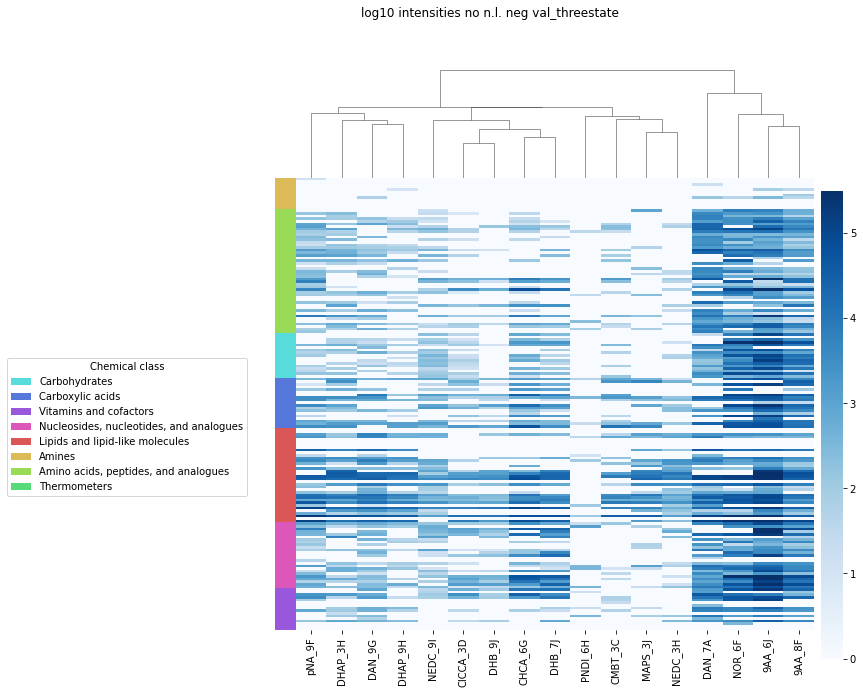 log10 intensities no n.l. neg val_threestate
Chemical class
Carbohydrates
Carboxylic acids
Vitamins and cofactors
Nucleosides, nucleotides, and analogues
Lipids and lipid-like molecules
Amines
Amino acids, peptides, and analogues
Thermometers
5
4
3
2
1
0
pNA_9F
DHAP_3H
DAN_9G
DHAP_9H
NEDC_9I
ClCCA_3D
DHB_9J
CHCA_6G
DHB_7J
PNDI_6H
CMBT_3C
MAPS_3J
NEDC_3H
DAN_7A
NOR_6F
9AA_6J
9AA_8F